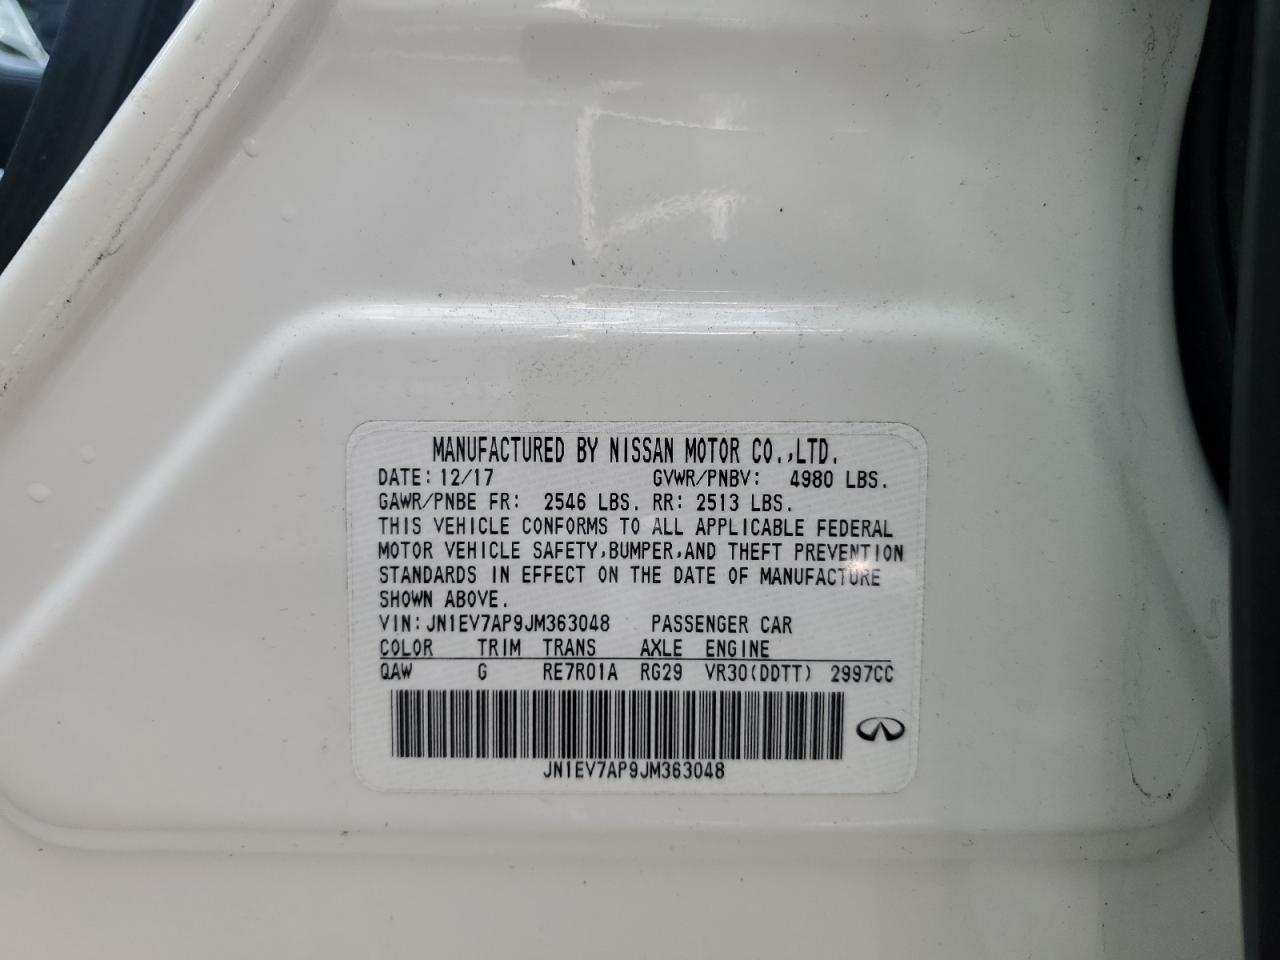 MANUFACTURED BY NISSAN MOTOR CO.,LTD.
DATE: 12/17 GVWR/PNBV: 4980 LBS.
GAWR/PNBE FR: 2546 LBS. RR: 2513 LBS.
THIS VEHICLE CONFORMS TO ALL APPLICABLE FEDERAL
MOTOR VEHICLE SAFETY,BUMPER,AND THEFT PREVENTION
STANDARDS IN EFFECT ON THE DATE OF MANUFACTURE
SHOWN ABOVE.
VIN: JN1EV7AP9JM363048 PASSENGER CAR
COLOR TRIM TRANS AXLE ENGINE
QAW G RE7R01A RG29 VR30(DDTT) 2997CC
JN1EV7AP9JM363048